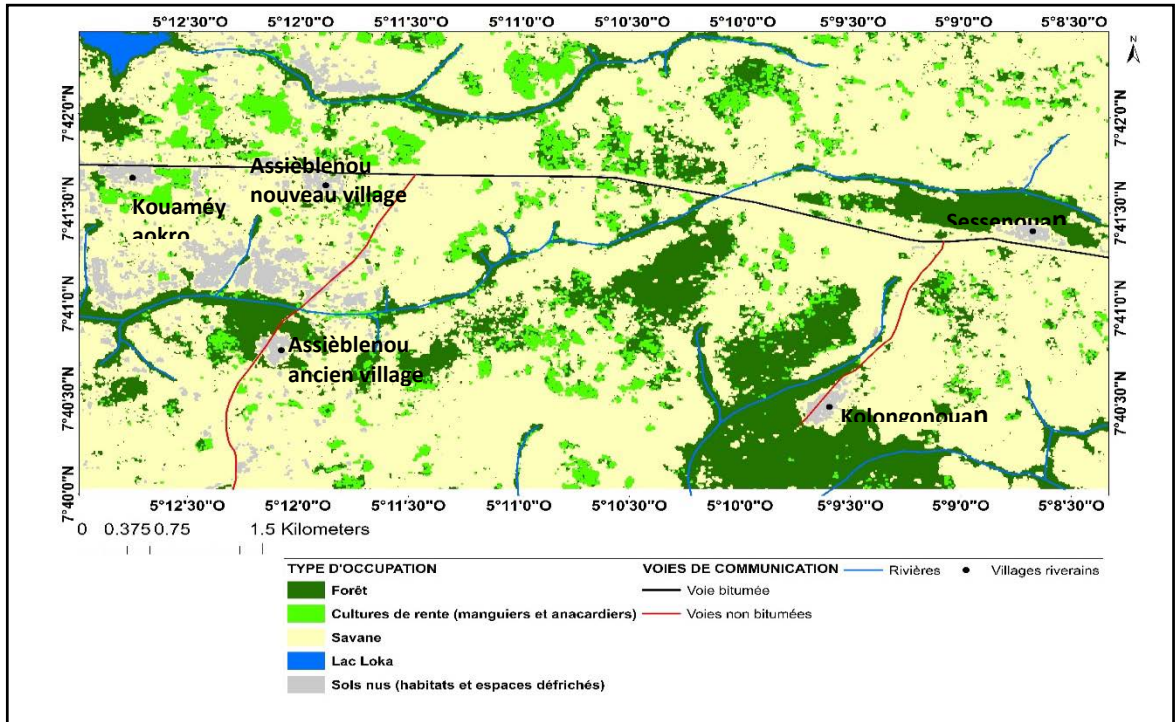 5°12'30"O 5°12'0"O 5°11'30"O 5°11'0"O 5°10'30"O 5°10'0"O 5°9'30"O 5°9'0"O 5°8'30"O
N
7°42'0"N
7°42'0"N
Assièblenou
nouveau village
Kouaméy
aokro
7°41'30"N
7°41'30"N
Sessenouan
7°41'0"N
7°41'0"N
Assièblenou
ancien village
7°40'30"N
7°40'30"N
Kolongonouan
7°40'0"N
5°12'30"O 5°12'0"O 5°11'30"O 5°11'0"O 5°10'30"O 5°10'0"O 5°9'30"O 5°9'0"O 5°8'30"O
0 0.375 0.75 1.5 Kilometers
TYPE D'OCCUPATION
Forêt
Cultures de rente (manguiers et anacardiers)
Savane
Lac Loka
Sols nus (habitats et espaces défrichés)
VOIES DE COMMUNICATION
Voie bitumée
Voies non bitumées
Rivières
Villages riverains